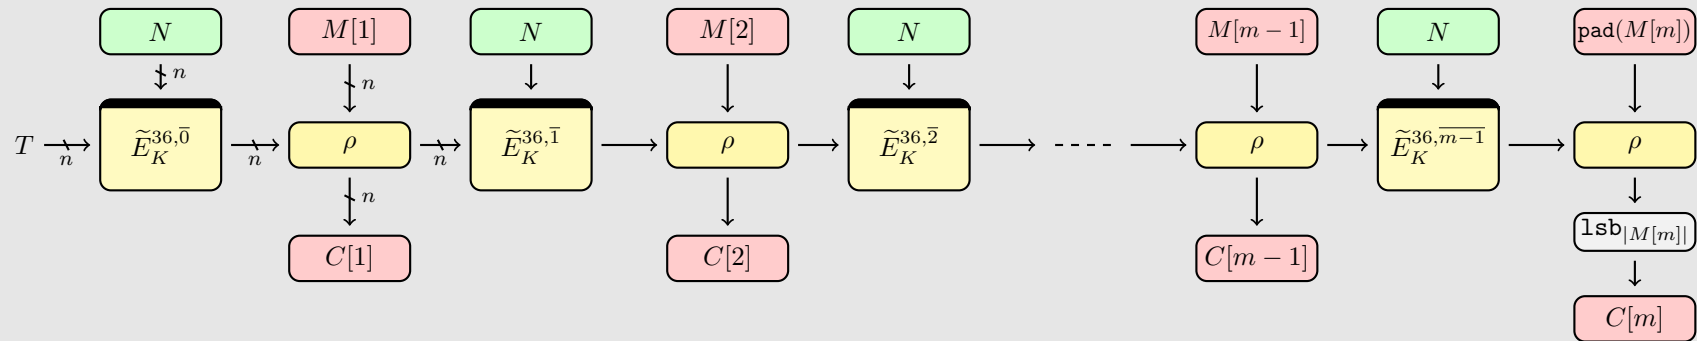 N M[1] N M[2] N M[m − 1] N pad(M[m])
n n
T n Ẽ_K^{36,0̅} n ρ n Ẽ_K^{36,1̅} ρ Ẽ_K^{36,2̅} ρ Ẽ_K^{36,\overline{m−1}} ρ
n lsb_{|M[m]|}
C[1] C[2] C[m − 1]
C[m]